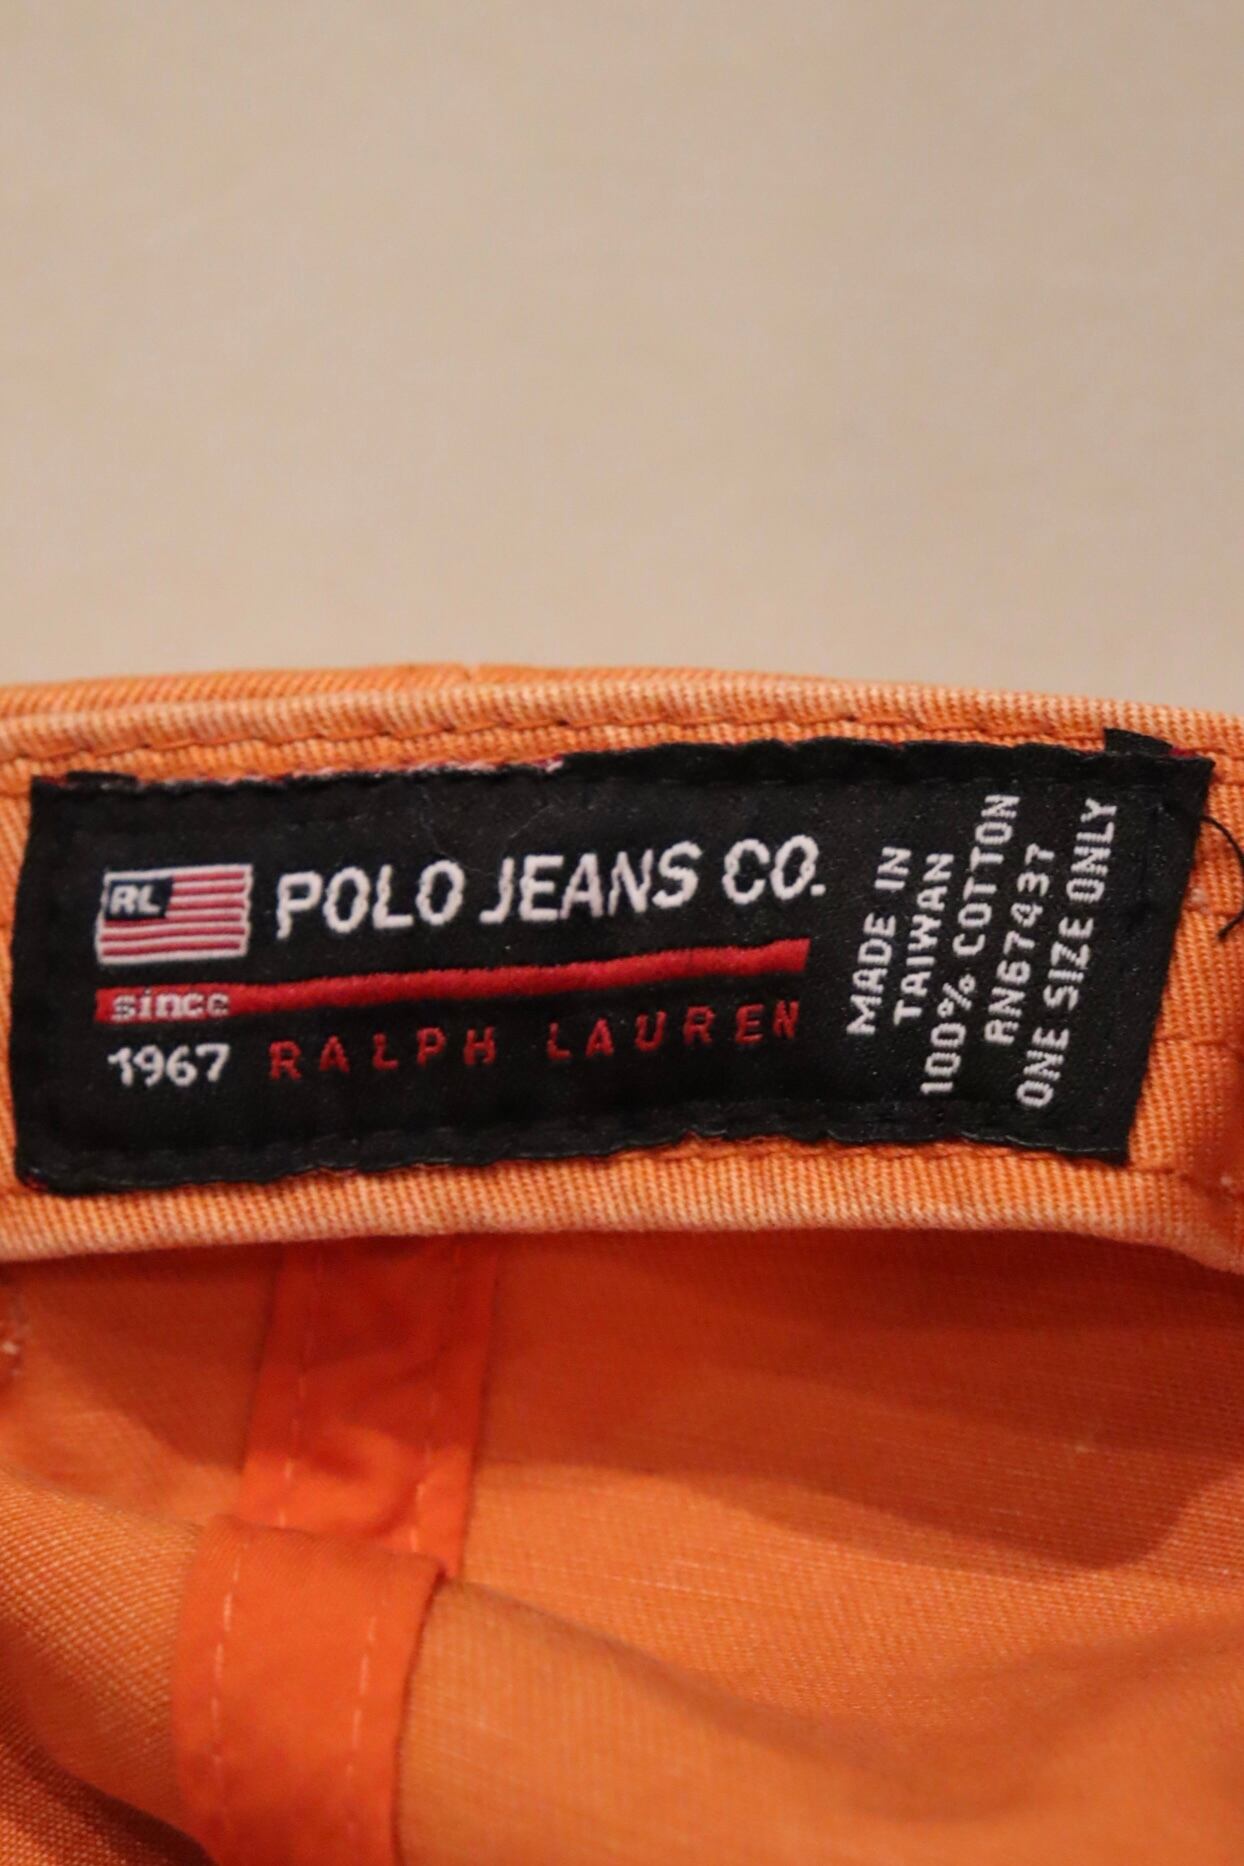 RL
POLO JEANS CO.
since
1967 RALPH LAUREN
MADE IN
TAIWAN
100% COTTON
RN67437
ONE SIZE ONLY